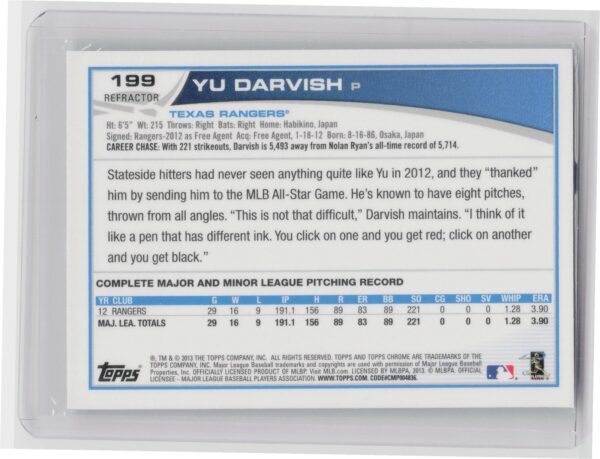 199
REFRACTOR
YU DARVISH P
TEXAS RANGERS®
Ht: 6'5" Wt: 215 Throws: Right Bats: Right Home: Habikino, Japan
Signed: Rangers-2012 as Free Agent Acq: Free Agent, 1-18-12 Born: 8-16-86, Osaka, Japan
CAREER CHASE: With 221 strikeouts, Darvish is 5,493 away from Nolan Ryan's all-time record of 5,714.
Stateside hitters had never seen anything quite like Yu in 2012, and they “thanked”
him by sending him to the MLB All-Star Game. He's known to have eight pitches,
thrown from all angles. “This is not that difficult,” Darvish maintains. “I think of it
like a pen that has different ink. You click on one and you get red; click on another
and you get black.”
COMPLETE MAJOR AND MINOR LEAGUE PITCHING RECORD
YR CLUB G W L IP H R ER BB SO CG SHO SV WHIP ERA
12 RANGERS 29 16 9 191.1 156 89 83 89 221 0 0 0 1.28 3.90
MAJ. LEA. TOTALS 29 16 9 191.1 156 89 83 89 221 0 0 0 1.28 3.90
Topps
®, TM & © 2013 THE TOPPS COMPANY, INC. ALL RIGHTS RESERVED. TOPPS AND TOPPS CHROME ARE TRADEMARKS OF THE
TOPPS COMPANY, INC. Major League Baseball trademarks and copyrights are used with permission of Major League Baseball
Properties, Inc. OFFICIALLY LICENSED PRODUCT OF MLBP. Visit MLB.com. OFFICIALLY LICENSED BY MLBPA, 2013. © MLBPA, OFFICIAL
LICENSEE – MAJOR LEAGUE BASEBALL PLAYERS ASSOCIATION. WWW.TOPPS.COM. CODE#CMP004836.